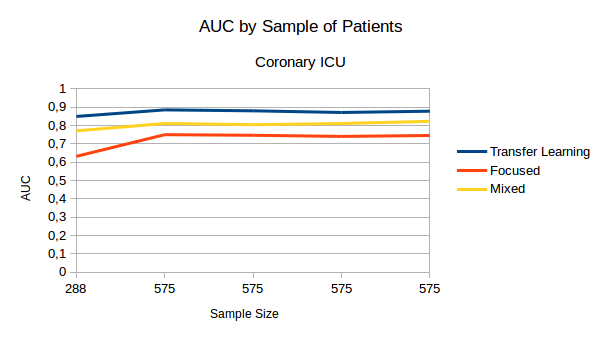 AUC by Sample of Patients
Coronary ICU
1
0,9
0,8
0,7
0,6
0,5
0,4
0,3
0,2
0,1
0
AUC
288 575 575 575 575
Sample Size
Transfer Learning
Focused
Mixed